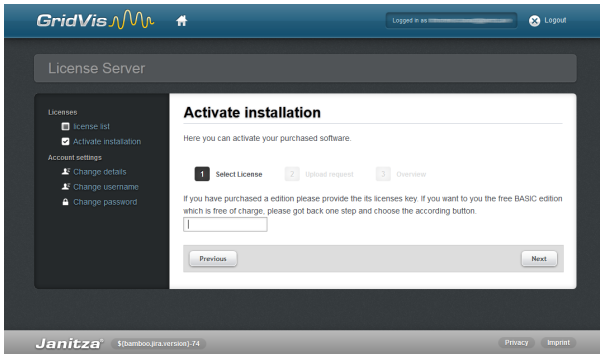 GridVis
Logged in as
Logout
License Server
Licenses
license list
Activate installation
Account settings
Change details
Change username
Change password
Activate installation
Here you can activate your purchased software.
1 Select License 2 Upload request 3 Overview
If you have purchased a edition please provide the its licenses key. If you want to you the free BASIC edition
which is free of charge, please got back one step and choose the according button.
Previous
Next
Janitza®
${bamboo.jira.version}-74
Privacy
Imprint